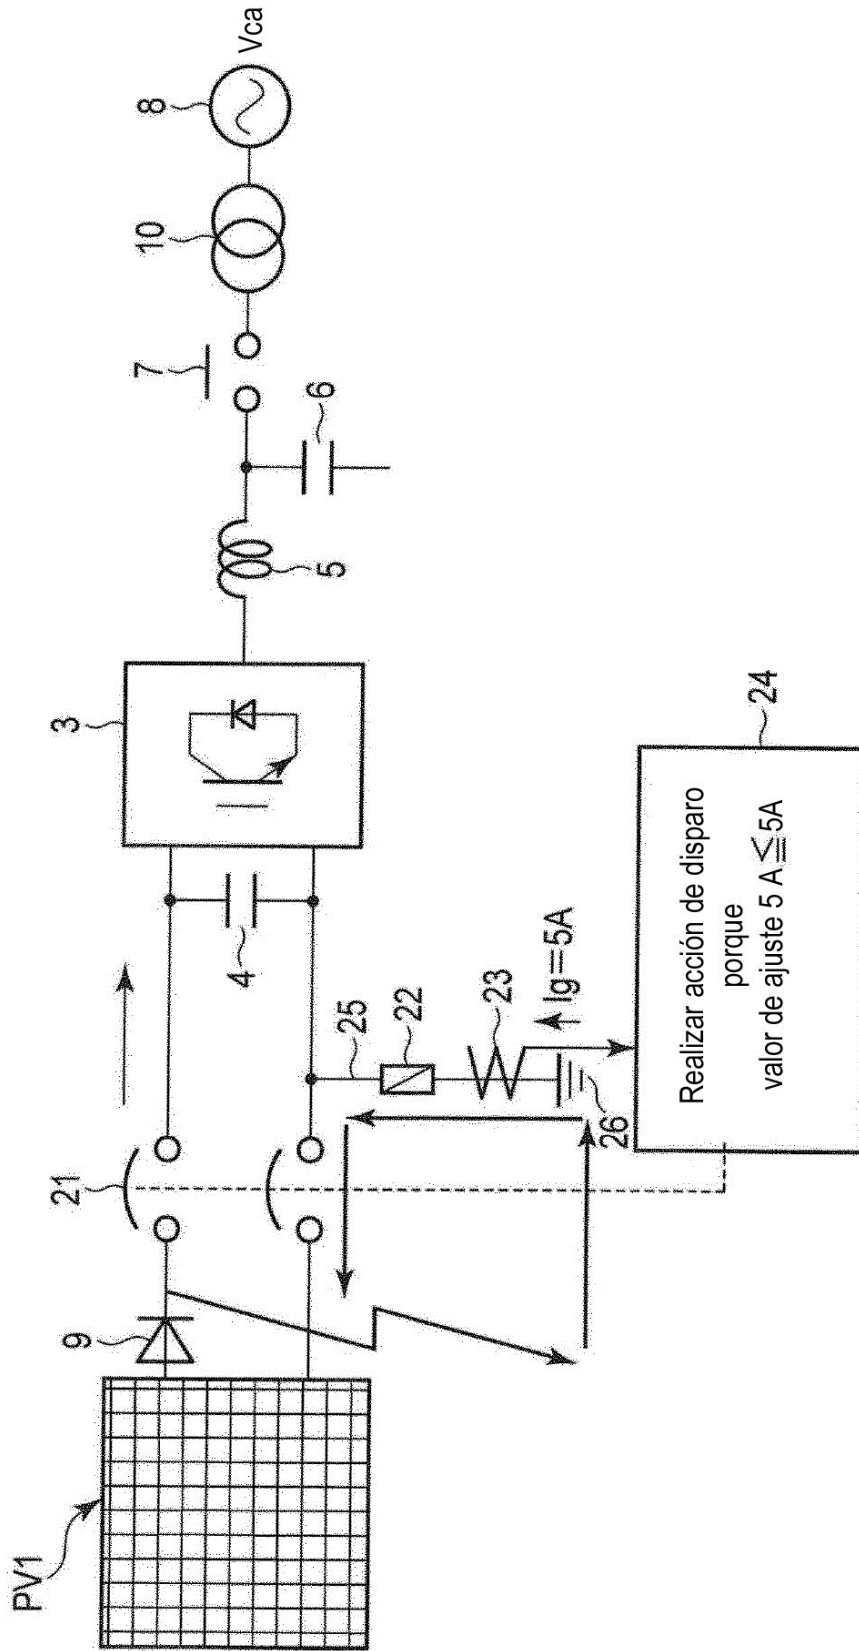 PV1
9
21
25
22
23
Ig=5A
26
4
3
5
6
7
10
8
Vca
24
Realizar acción de disparo
porque
valor de ajuste 5 A ≦ 5A